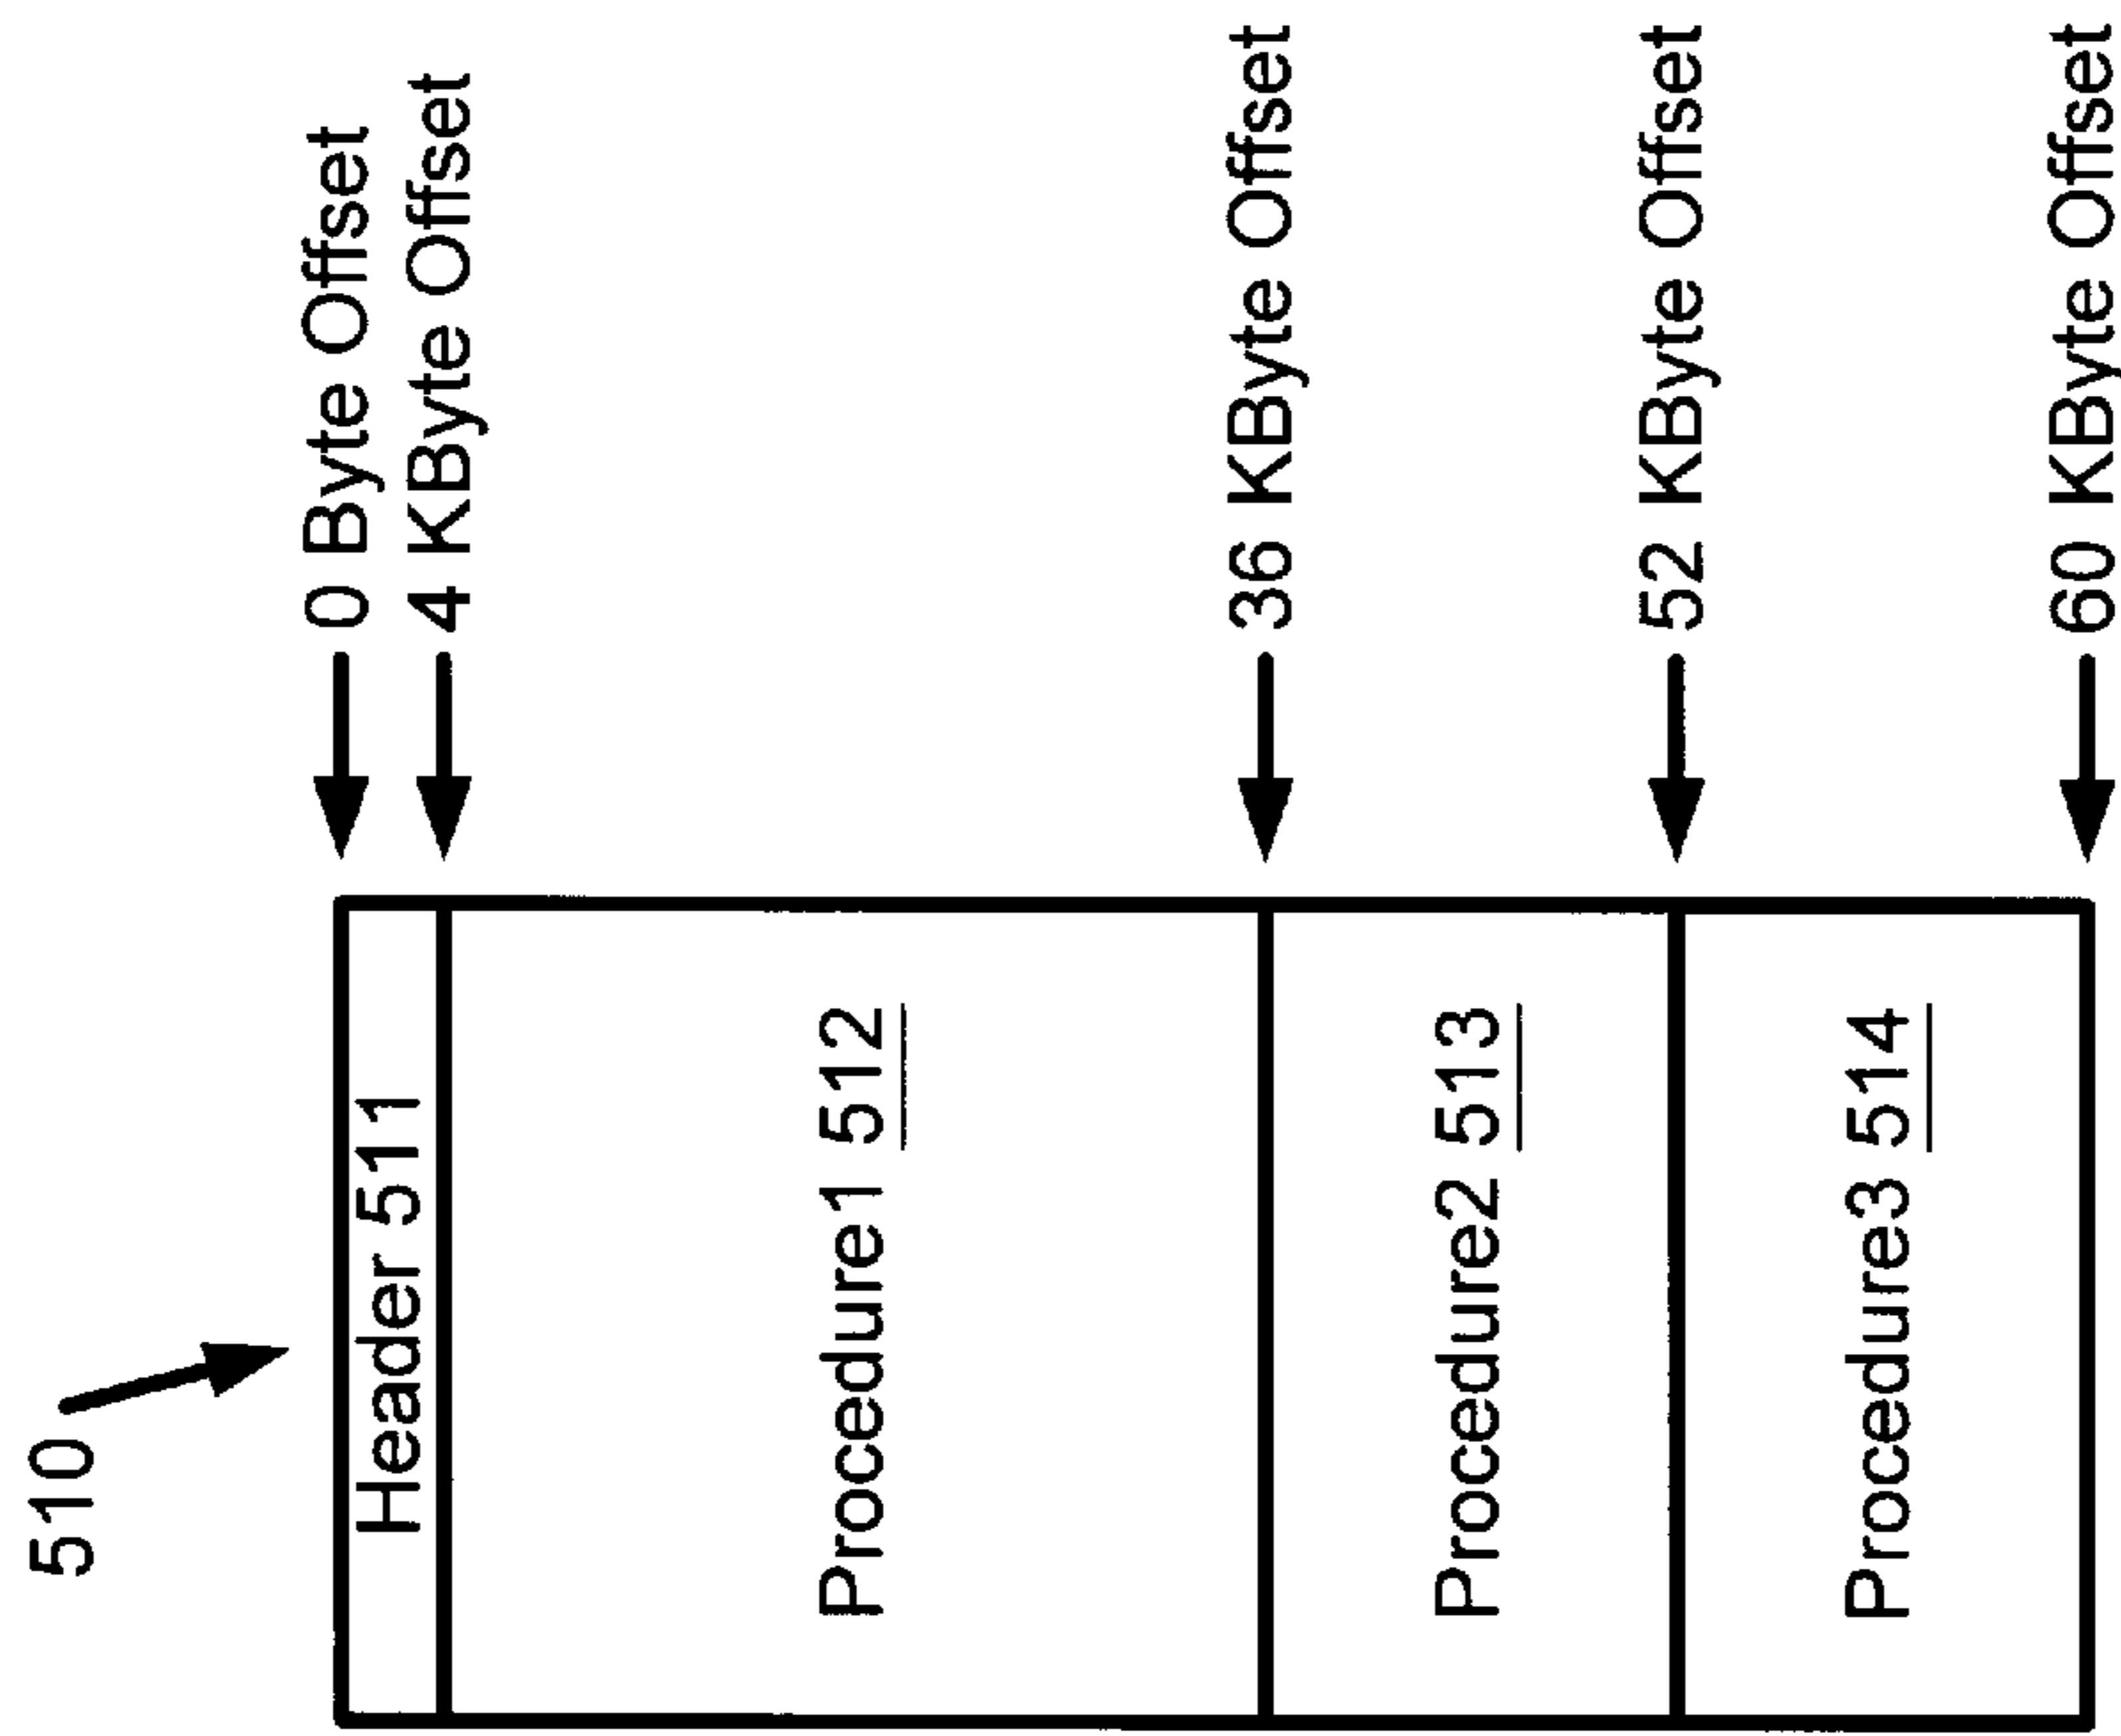 510
0 Byte Offset
4 KByte Offset
Header 511
Procedure1 512
36 KByte Offset
Procedure2 513
52 KByte Offset
Procedure3 514
60 KByte Offset